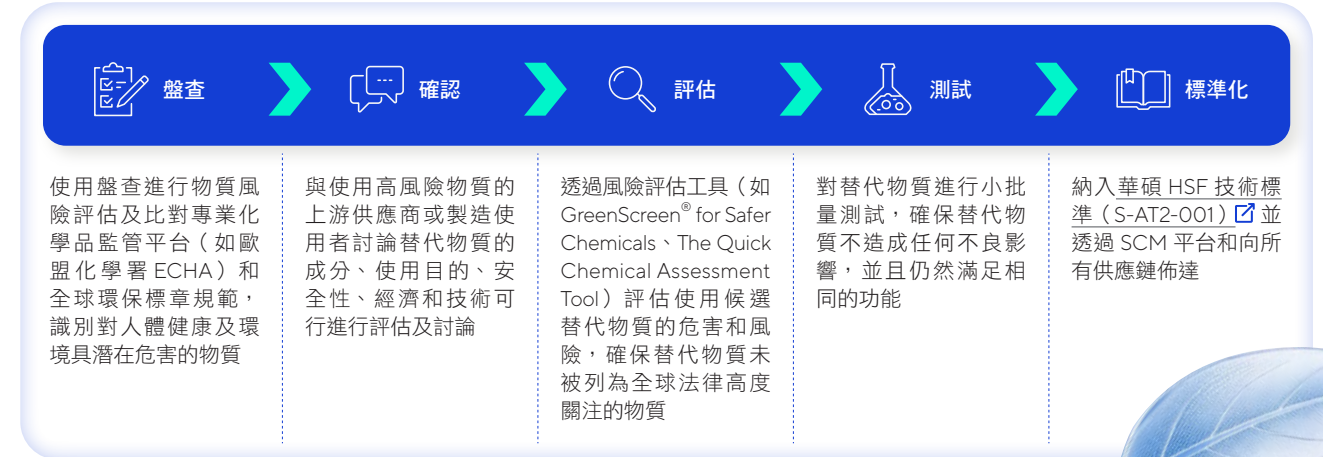 盤查
確認
評估
測試
標準化
使用盤查進行物質風
險評估及比對專業化
學品監管平台（如歐
盟化學署 ECHA）和
全球環保標章規範，
識別對人體健康及環
境具潛在危害的物質
與使用高風險物質的
上游供應商或製造使
用者討論替代物質的
成分、使用目的、安
全性、經濟和技術可
行進行評估及討論
透過風險評估工具（如
GreenScreen® for Safer
Chemicals、The Quick
Chemical Assessment
Tool）評估使用候選
替代物質的危害和風
險，確保替代物質未
被列為全球法律高度
關注的物質
對替代物質進行小批
量測試，確保替代物
質不造成任何不良影
響，並且仍然滿足相
同的功能
納入華碩 HSF 技術標
準（S-AT2-001）並
透過 SCM 平台和向所
有供應鏈佈達